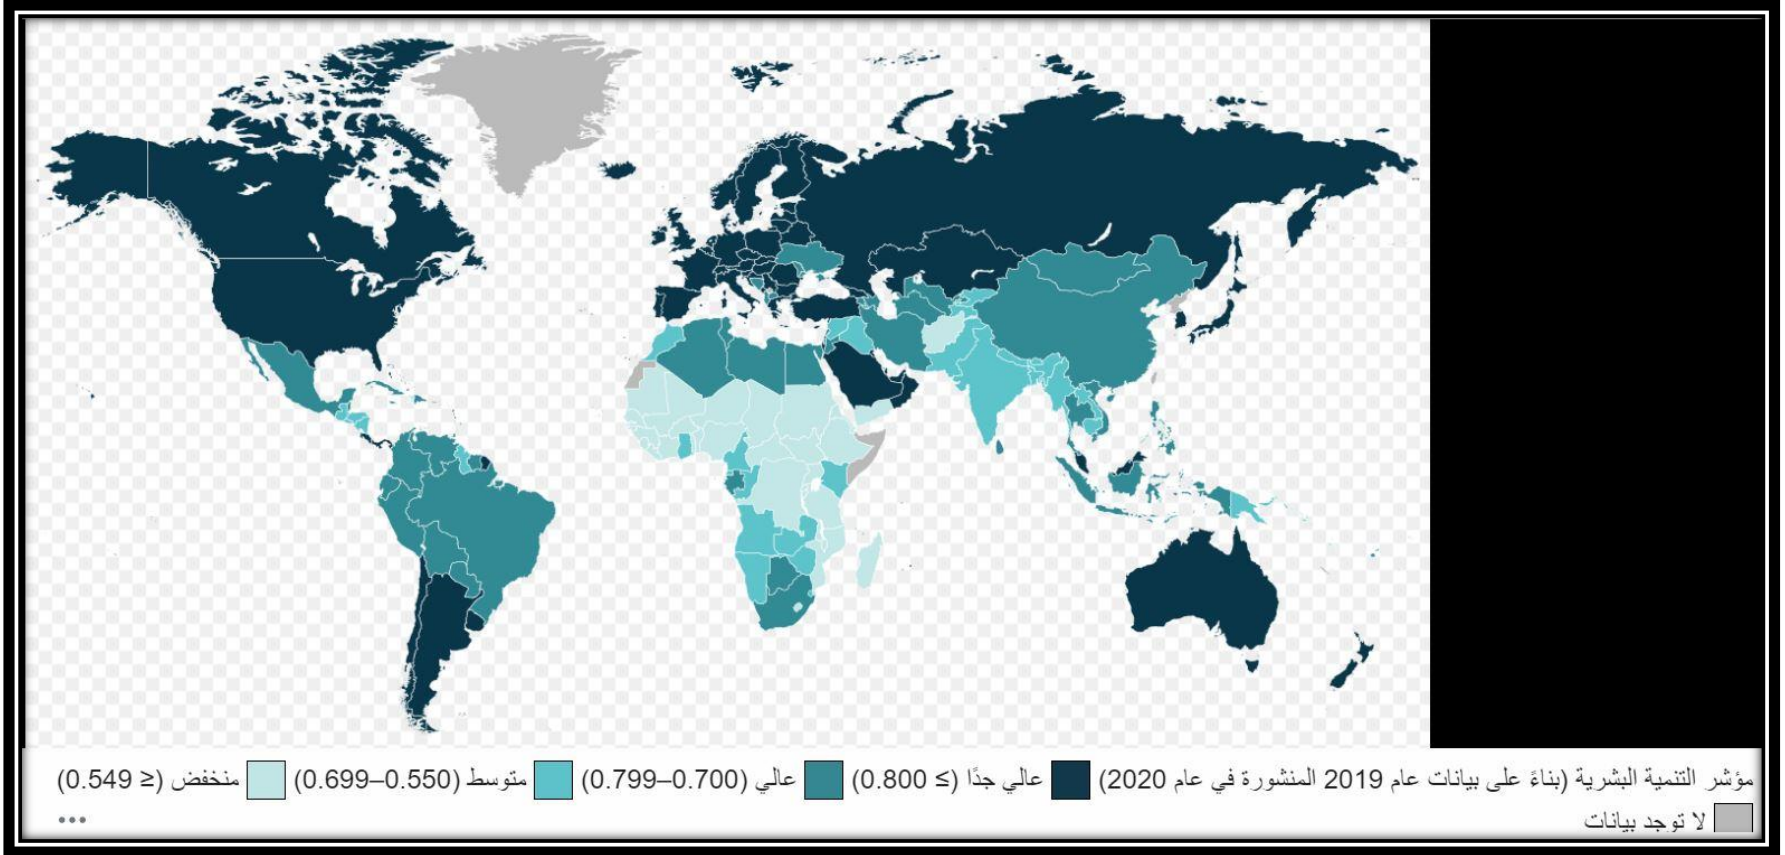 مؤشر التنمية البشرية (بناءً على بيانات عام 2019 المنشورة في عام 2020) عالي جدًا (≥ 0.800) عالي (0.700–0.799) متوسط (0.550–0.699) منخفض (≤ 0.549)
لا توجد بيانات